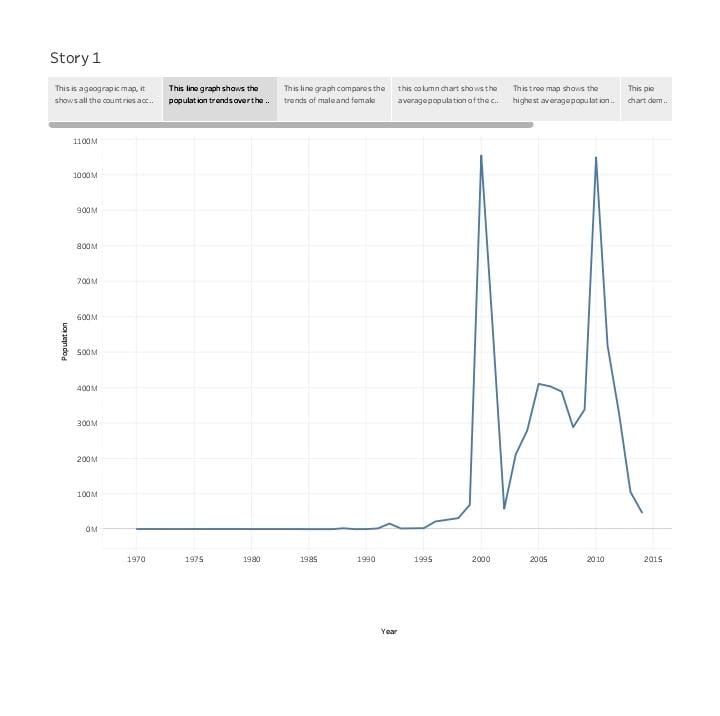 Story 1
This is a geograpic map, it
shows all the countries acc..
This line graph shows the
population trends over the ..
This line graph compares the
trends of male and female
this column chart shows the
average population of the c..
This tree map shows the
highest average population ..
This pie
chart dem..
1100M
1000M
900M
800M
700M
600M
500M
400M
300M
200M
100M
0M
Population
1970 1975 1980 1985 1990 1995 2000 2005 2010 2015
Year